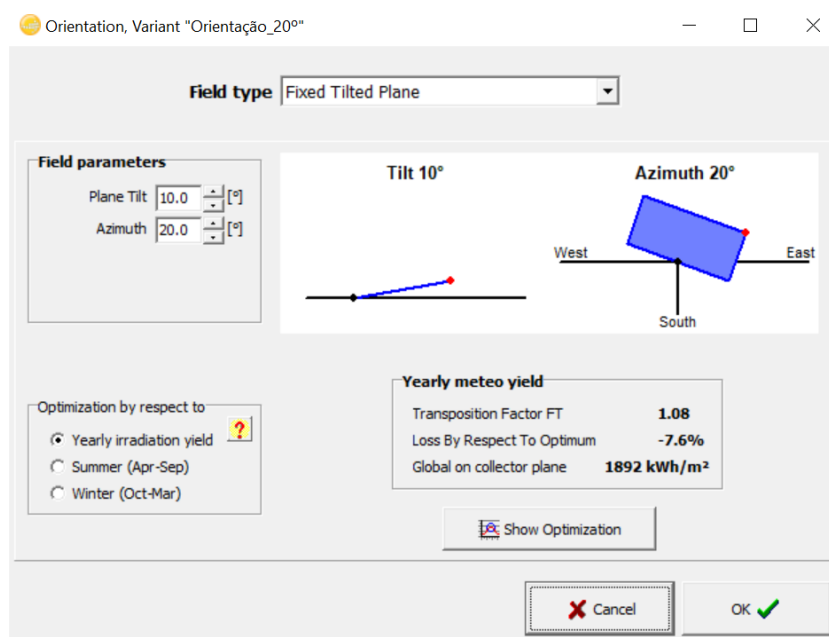 Orientation, Variant "Orientação_20º"
Field type Fixed Tilted Plane
Field parameters
Plane Tilt 10.0 [º]
Azimuth 20.0 [º]
Tilt 10°
Azimuth 20°
West
East
South
Optimization by respect to
?
Yearly irradiation yield
Summer (Apr-Sep)
Winter (Oct-Mar)
Yearly meteo yield
Transposition Factor FT 1.08
Loss By Respect To Optimum -7.6%
Global on collector plane 1892 kWh/m²
Show Optimization
Cancel
OK